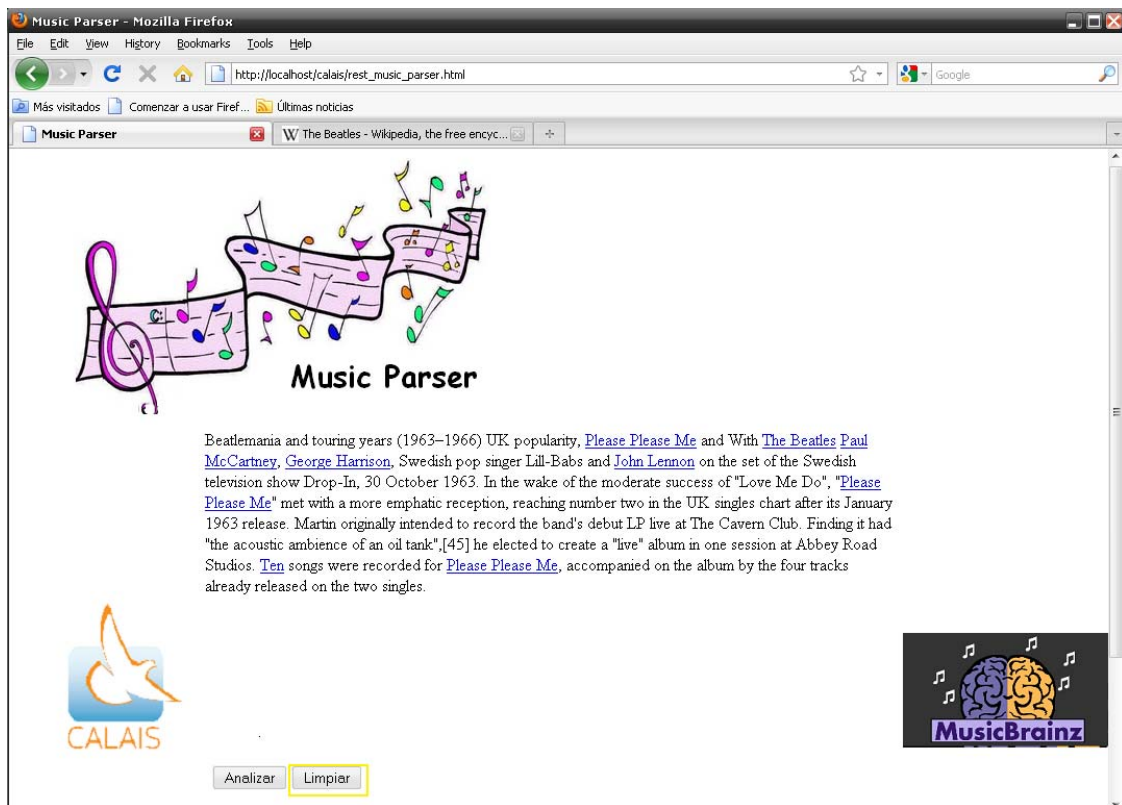 Music Parser - Mozilla Firefox
File Edit View History Bookmarks Tools Help
http://localhost/calais/rest_music_parser.html
Google
Más visitados Comenzar a usar Firef... Últimas noticias
Music Parser
W The Beatles - Wikipedia, the free encyc...
Music Parser
Beatlemania and touring years (1963–1966) UK popularity, Please Please Me and With The Beatles Paul
McCartney, George Harrison, Swedish pop singer Lill-Babs and John Lennon on the set of the Swedish
television show Drop-In, 30 October 1963. In the wake of the moderate success of "Love Me Do", "Please
Please Me" met with a more emphatic reception, reaching number two in the UK singles chart after its January
1963 release. Martin originally intended to record the band's debut LP live at The Cavern Club. Finding it had
"the acoustic ambience of an oil tank",[45] he elected to create a "live" album in one session at Abbey Road
Studios. Ten songs were recorded for Please Please Me, accompanied on the album by the four tracks
already released on the two singles.
CALAIS
MusicBrainz
Analizar Limpiar